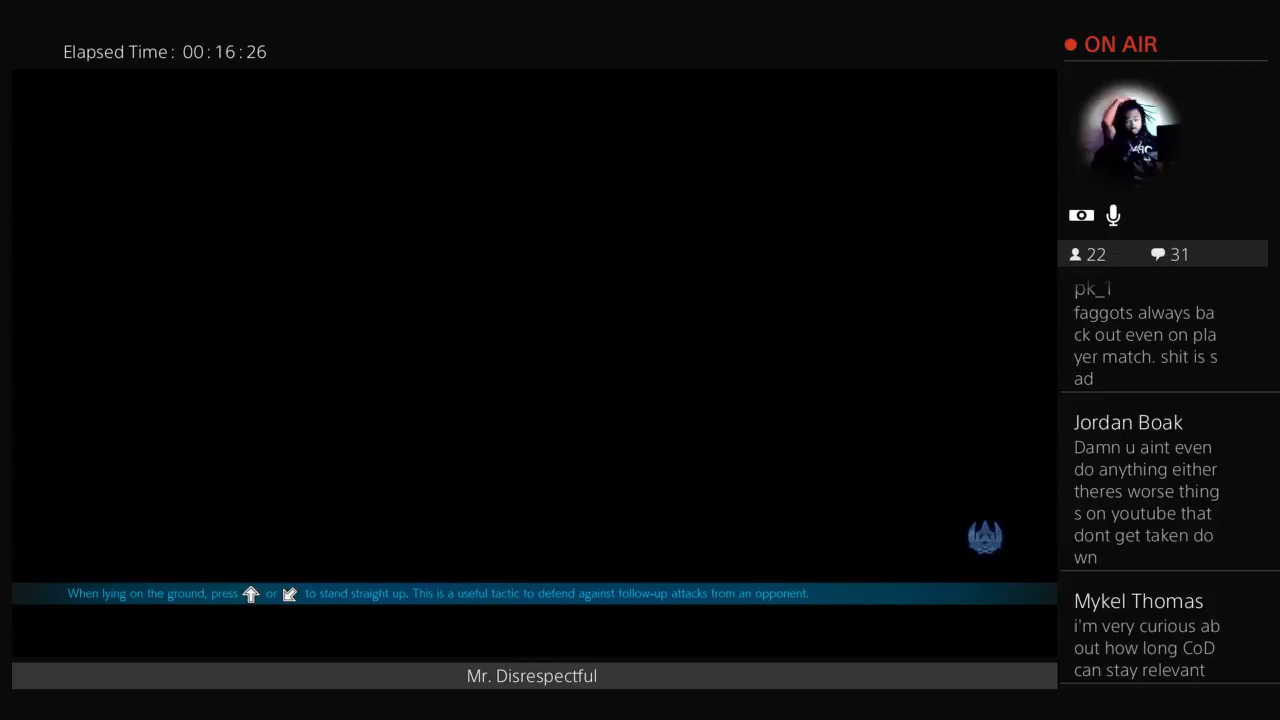 Elapsed Time: 00:16:26
ON AIR
22 31
pk_1
faggots always ba
ck out even on pla
yer match. shit is s
ad
Jordan Boak
Damn u aint even
do anything either
theres worse thing
s on youtube that
dont get taken do
wn
Mykel Thomas
i'm very curious ab
out how long CoD
can stay relevant
When lying on the ground, press or to stand straight up. This is a useful tactic to defend against follow-up attacks from an opponent.
Mr. Disrespectful